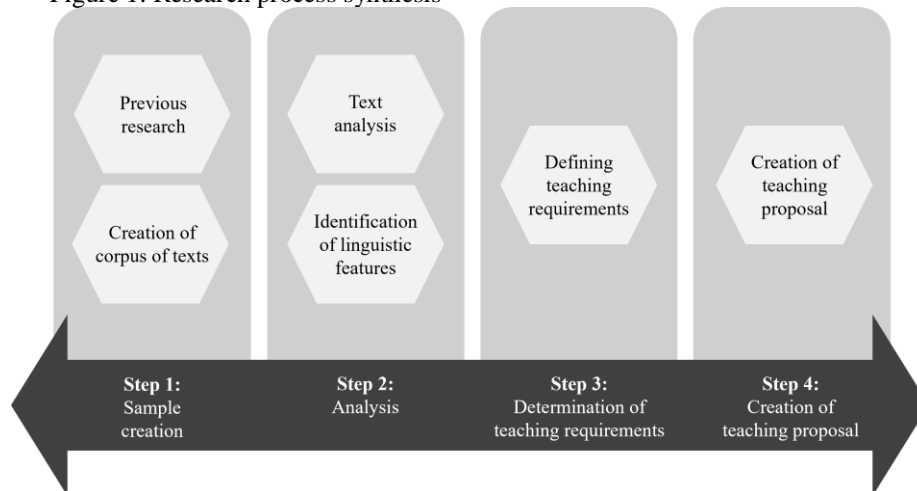 Figure 1: Research process synthesis
Previous
research
Creation of
corpus of texts
Text
analysis
Identification
of linguistic
features
Defining
teaching
requirements
Creation of
teaching
proposal
Step 1:
Sample
creation
Step 2:
Analysis
Step 3:
Determination of
teaching requirements
Step 4:
Creation of
teaching proposal